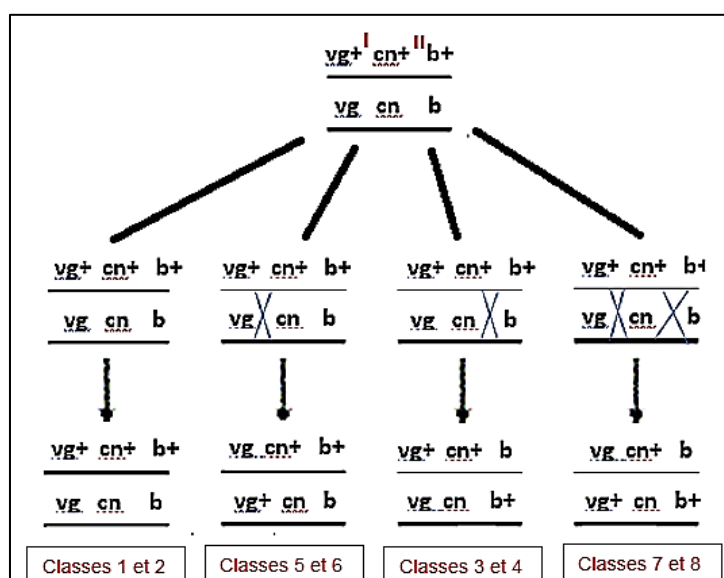 vg+ I cn+ II b+
vg cn b
vg+ cn+ b+ vg+ cn+ b+ vg+ cn+ b+ vg+ cn+ b+
vg cn b vg cn b vg cn b vg cn b
vg+ cn+ b+ vg cn+ b+ vg+ cn+ b vg cn+ b
vg cn b vg+ cn b vg cn b+ vg+ cn b+
Classes 1 et 2 Classes 5 et 6 Classes 3 et 4 Classes 7 et 8